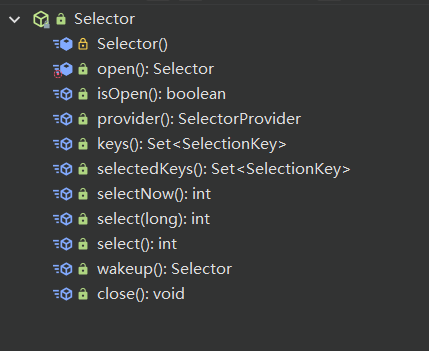 Selector
Selector()
open(): Selector
isOpen(): boolean
provider(): SelectorProvider
keys(): Set<SelectionKey>
selectedKeys(): Set<SelectionKey>
selectNow(): int
select(long): int
select(): int
wakeup(): Selector
close(): void